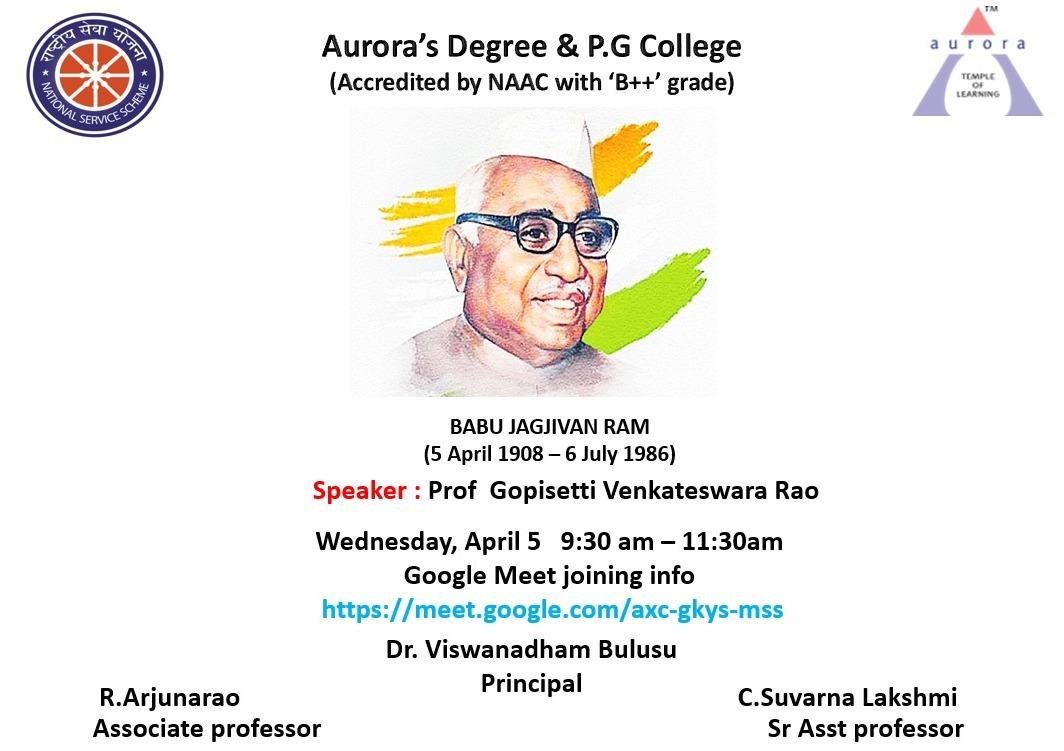 राष्ट्रीय सेवा योजना
NATIONAL SERVICE SCHEME
Aurora’s Degree & P.G College
(Accredited by NAAC with ‘B++’ grade)
TM
aurora
TEMPLE
OF
LEARNING
BABU JAGJIVAN RAM
(5 April 1908 – 6 July 1986)
Speaker : Prof Gopisetti Venkateswara Rao
Wednesday, April 5 9:30 am – 11:30am
Google Meet joining info
https://meet.google.com/axc-gkys-mss
Dr. Viswanadham Bulusu
Principal
R.Arjunarao
Associate professor
C.Suvarna Lakshmi
Sr Asst professor